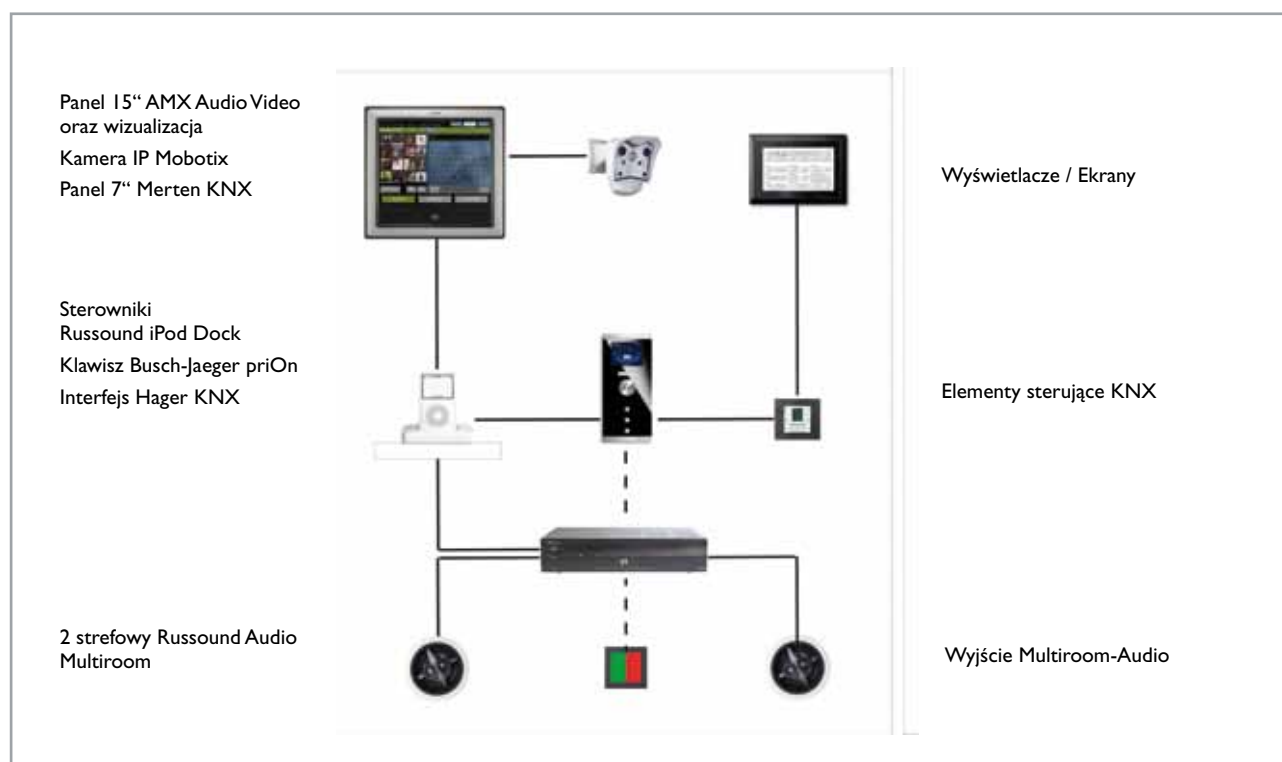 Panel 15“ AMX Audio Video
oraz wizualizacja
Kamera IP Mobotix
Panel 7“ Merten KNX
Wyświetlacze / Ekrany
Sterowniki
Russound iPod Dock
Klawisz Busch-Jaeger priOn
Interfejs Hager KNX
Elementy sterujące KNX
2 strefowy Russound Audio
Multiroom
Wyjście Multiroom-Audio